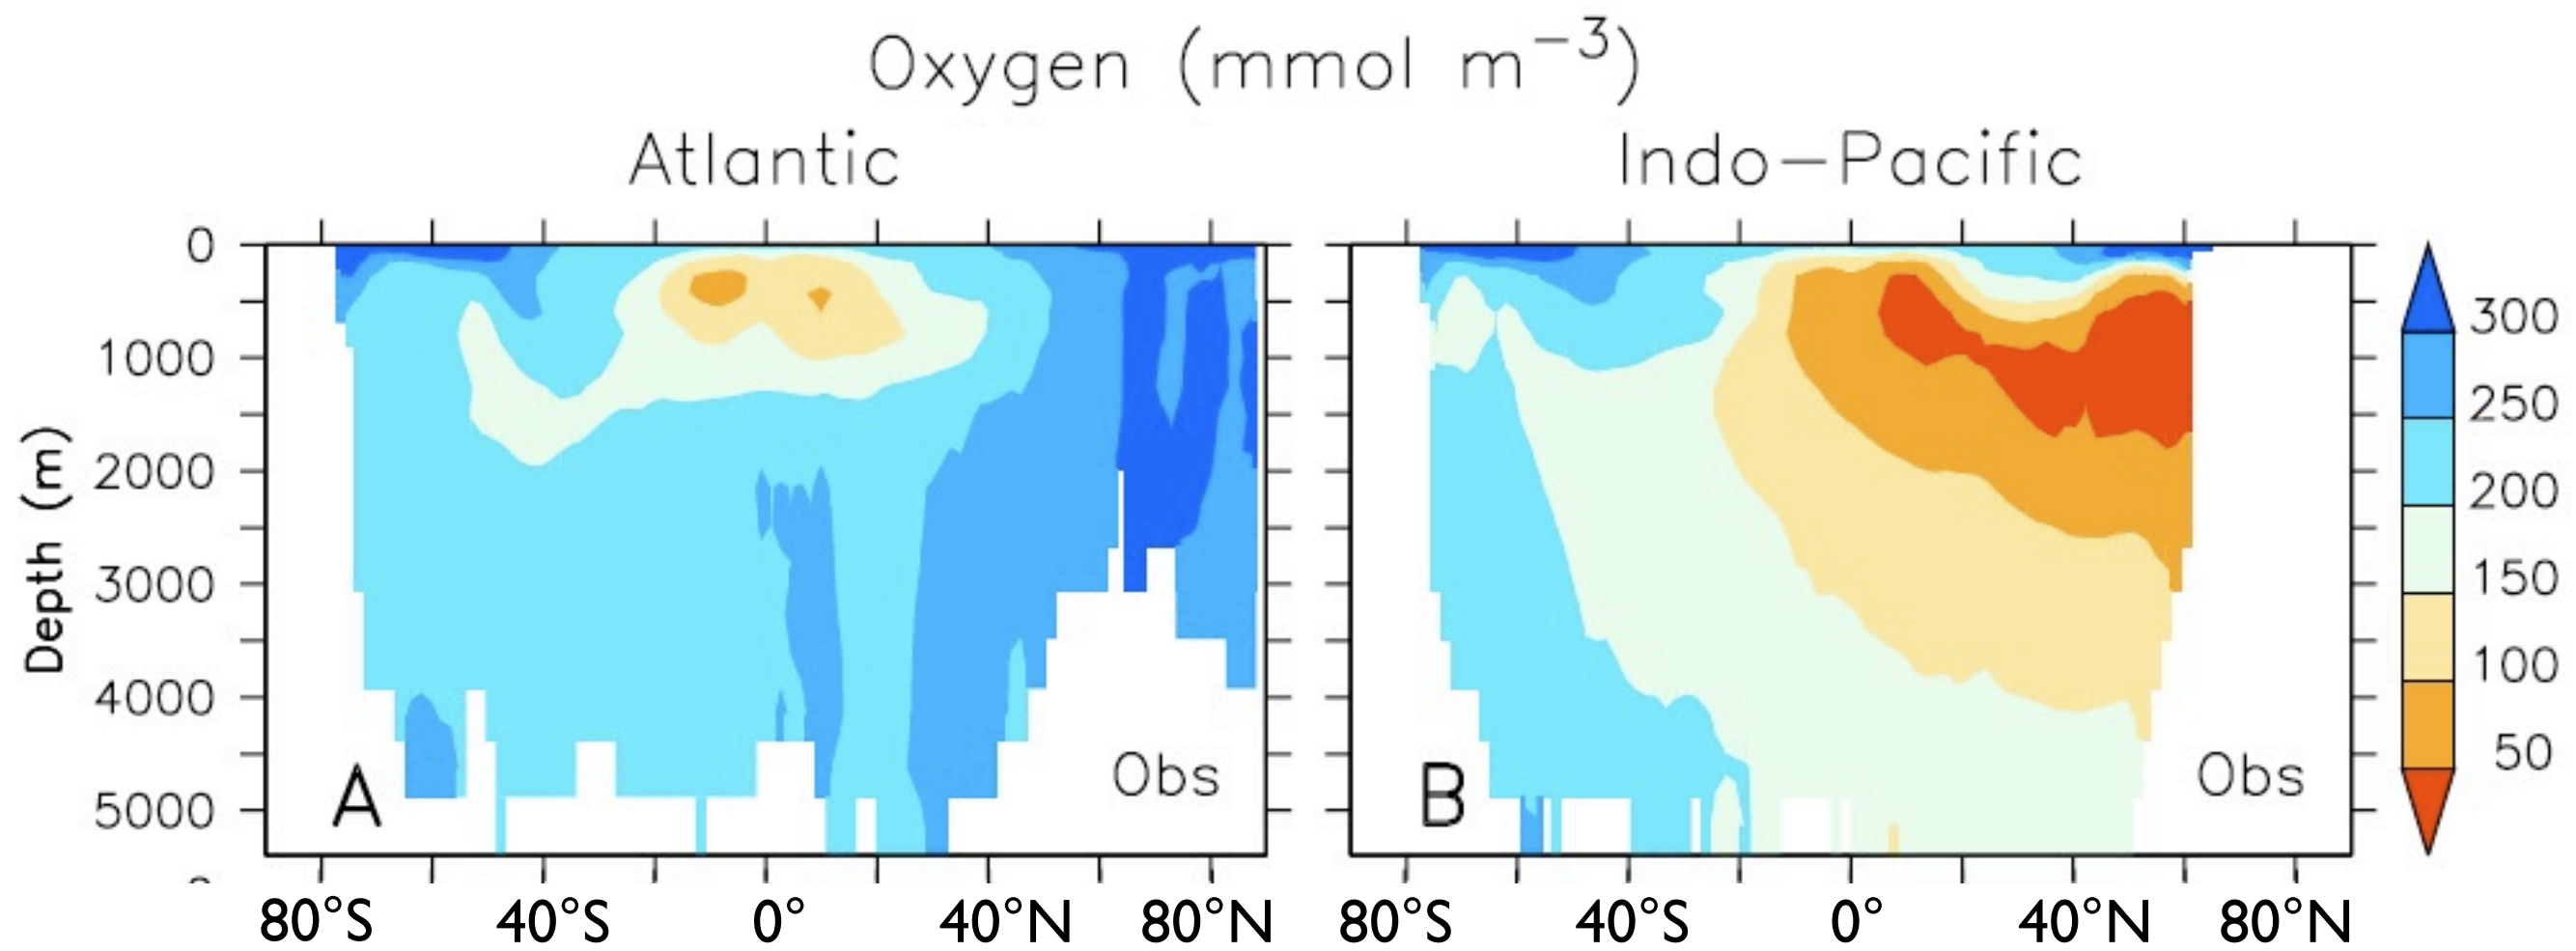 Oxygen (mmol m⁻³)
Atlantic
Indo–Pacific
Depth (m)
0
1000
2000
3000
4000
5000
A
Obs
80°S 40°S 0° 40°N 80°N
B
Obs
80°S 40°S 0° 40°N 80°N
300
250
200
150
100
50